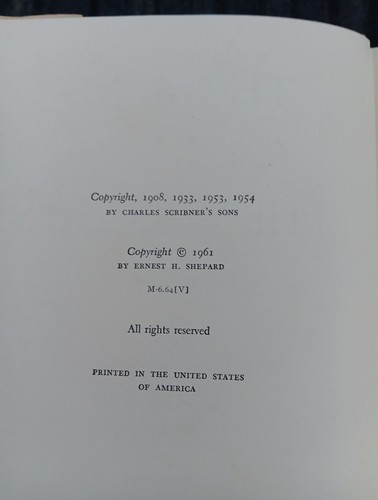 Copyright, 1908, 1933, 1953, 1954
BY CHARLES SCRIBNER'S SONS
Copyright © 1961
BY ERNEST H. SHEPARD
M-6.64[V]
All rights reserved
PRINTED IN THE UNITED STATES
OF AMERICA